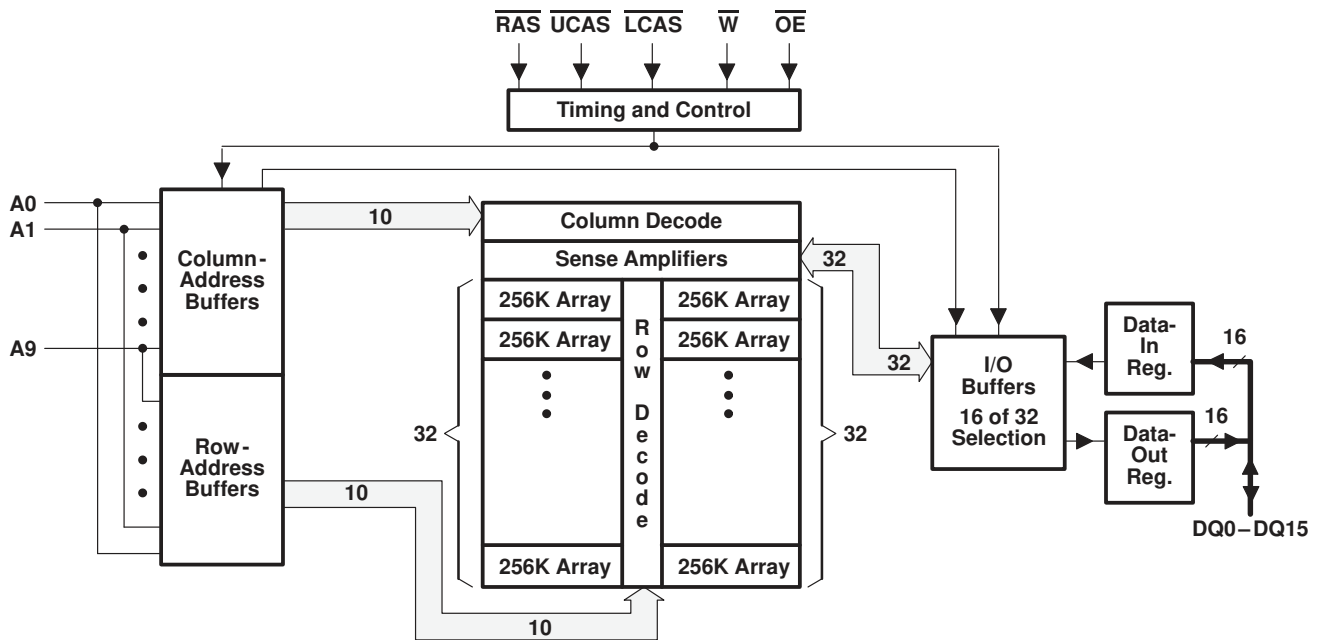 RAS UCAS LCAS W OE
Timing and Control
A0
A1
A9
Column-
Address
Buffers
Row-
Address
Buffers
10
10
10
Column Decode
Sense Amplifiers
256K Array
256K Array
256K Array
256K Array
256K Array
256K Array
Row Decode
32
32
32
32
I/O
Buffers
16 of 32
Selection
Data-
In
Reg.
16
Data-
Out
Reg.
16
DQ0–DQ15